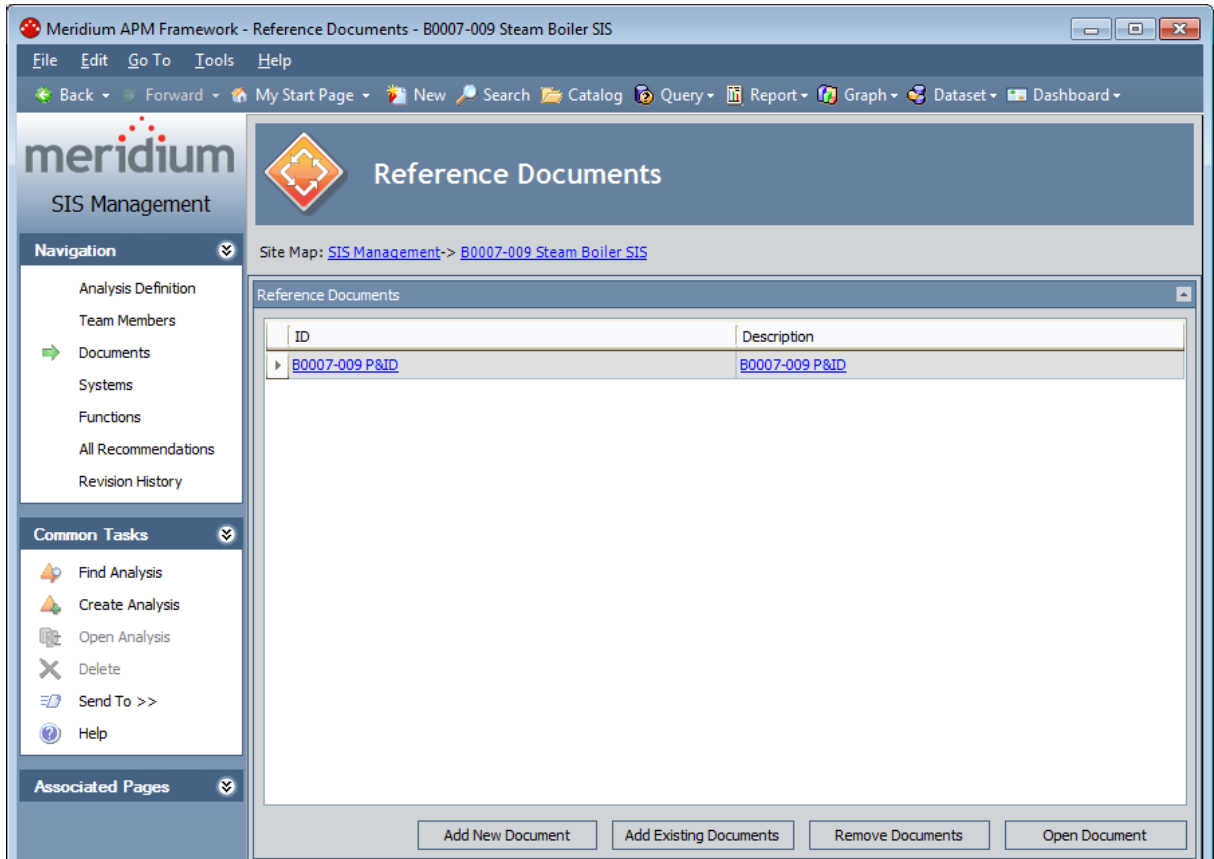 Meridium APM Framework - Reference Documents - B0007-009 Steam Boiler SIS
File Edit Go To Tools Help
Back Forward My Start Page New Search Catalog Query Report Graph Dataset Dashboard
meridium
SIS Management
Reference Documents
Site Map: SIS Management-> B0007-009 Steam Boiler SIS
Navigation
Analysis Definition
Team Members
Documents
Systems
Functions
All Recommendations
Revision History
Common Tasks
Find Analysis
Create Analysis
Open Analysis
Delete
Send To >>
Help
Associated Pages
Reference Documents
ID Description
B0007-009 P&ID B0007-009 P&ID
Add New Document Add Existing Documents Remove Documents Open Document